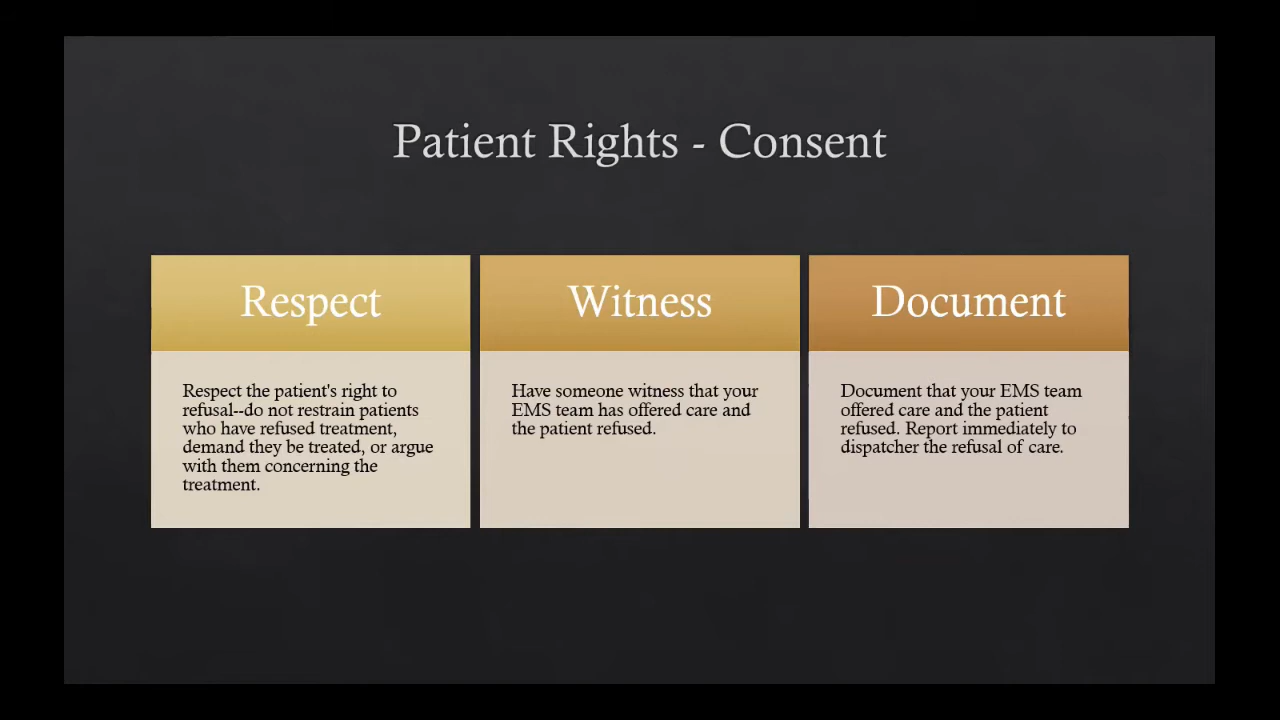 Patient Rights - Consent
Respect
Respect the patient's right to
refusal--do not restrain patients
who have refused treatment,
demand they be treated, or argue
with them concerning the
treatment.
Witness
Have someone witness that your
EMS team has offered care and
the patient refused.
Document
Document that your EMS team
offered care and the patient
refused. Report immediately to
dispatcher the refusal of care.